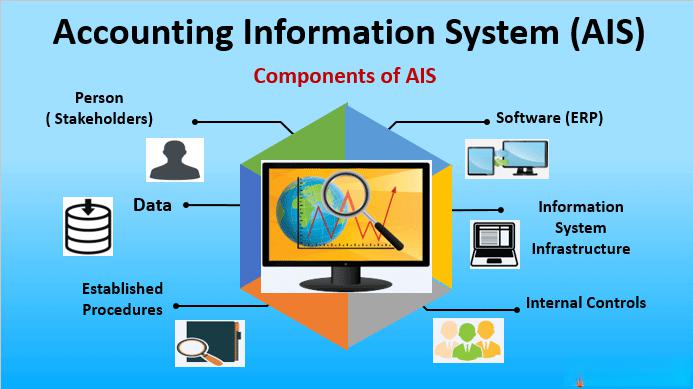 Accounting Information System (AIS)
Components of AIS
Person
( Stakeholders)
Software (ERP)
Data
Information
System
Infrastructure
Established
Procedures
Internal Controls